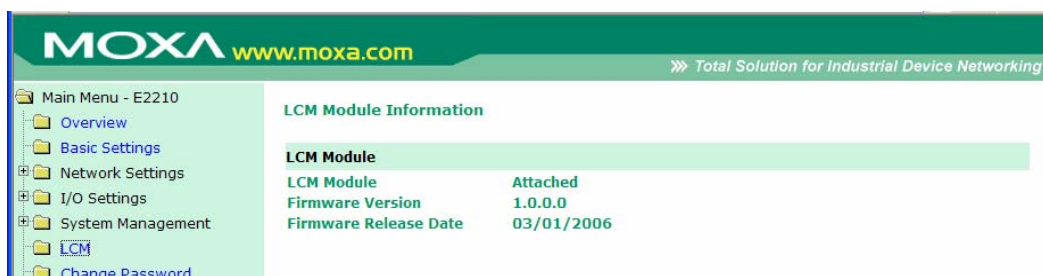 MOXA www.moxa.com
Total Solution for Industrial Device Networking
Main Menu - E2210
Overview
Basic Settings
Network Settings
I/O Settings
System Management
LCM
Change Password
LCM Module Information
LCM Module
LCM Module Attached
Firmware Version 1.0.0.0
Firmware Release Date 03/01/2006